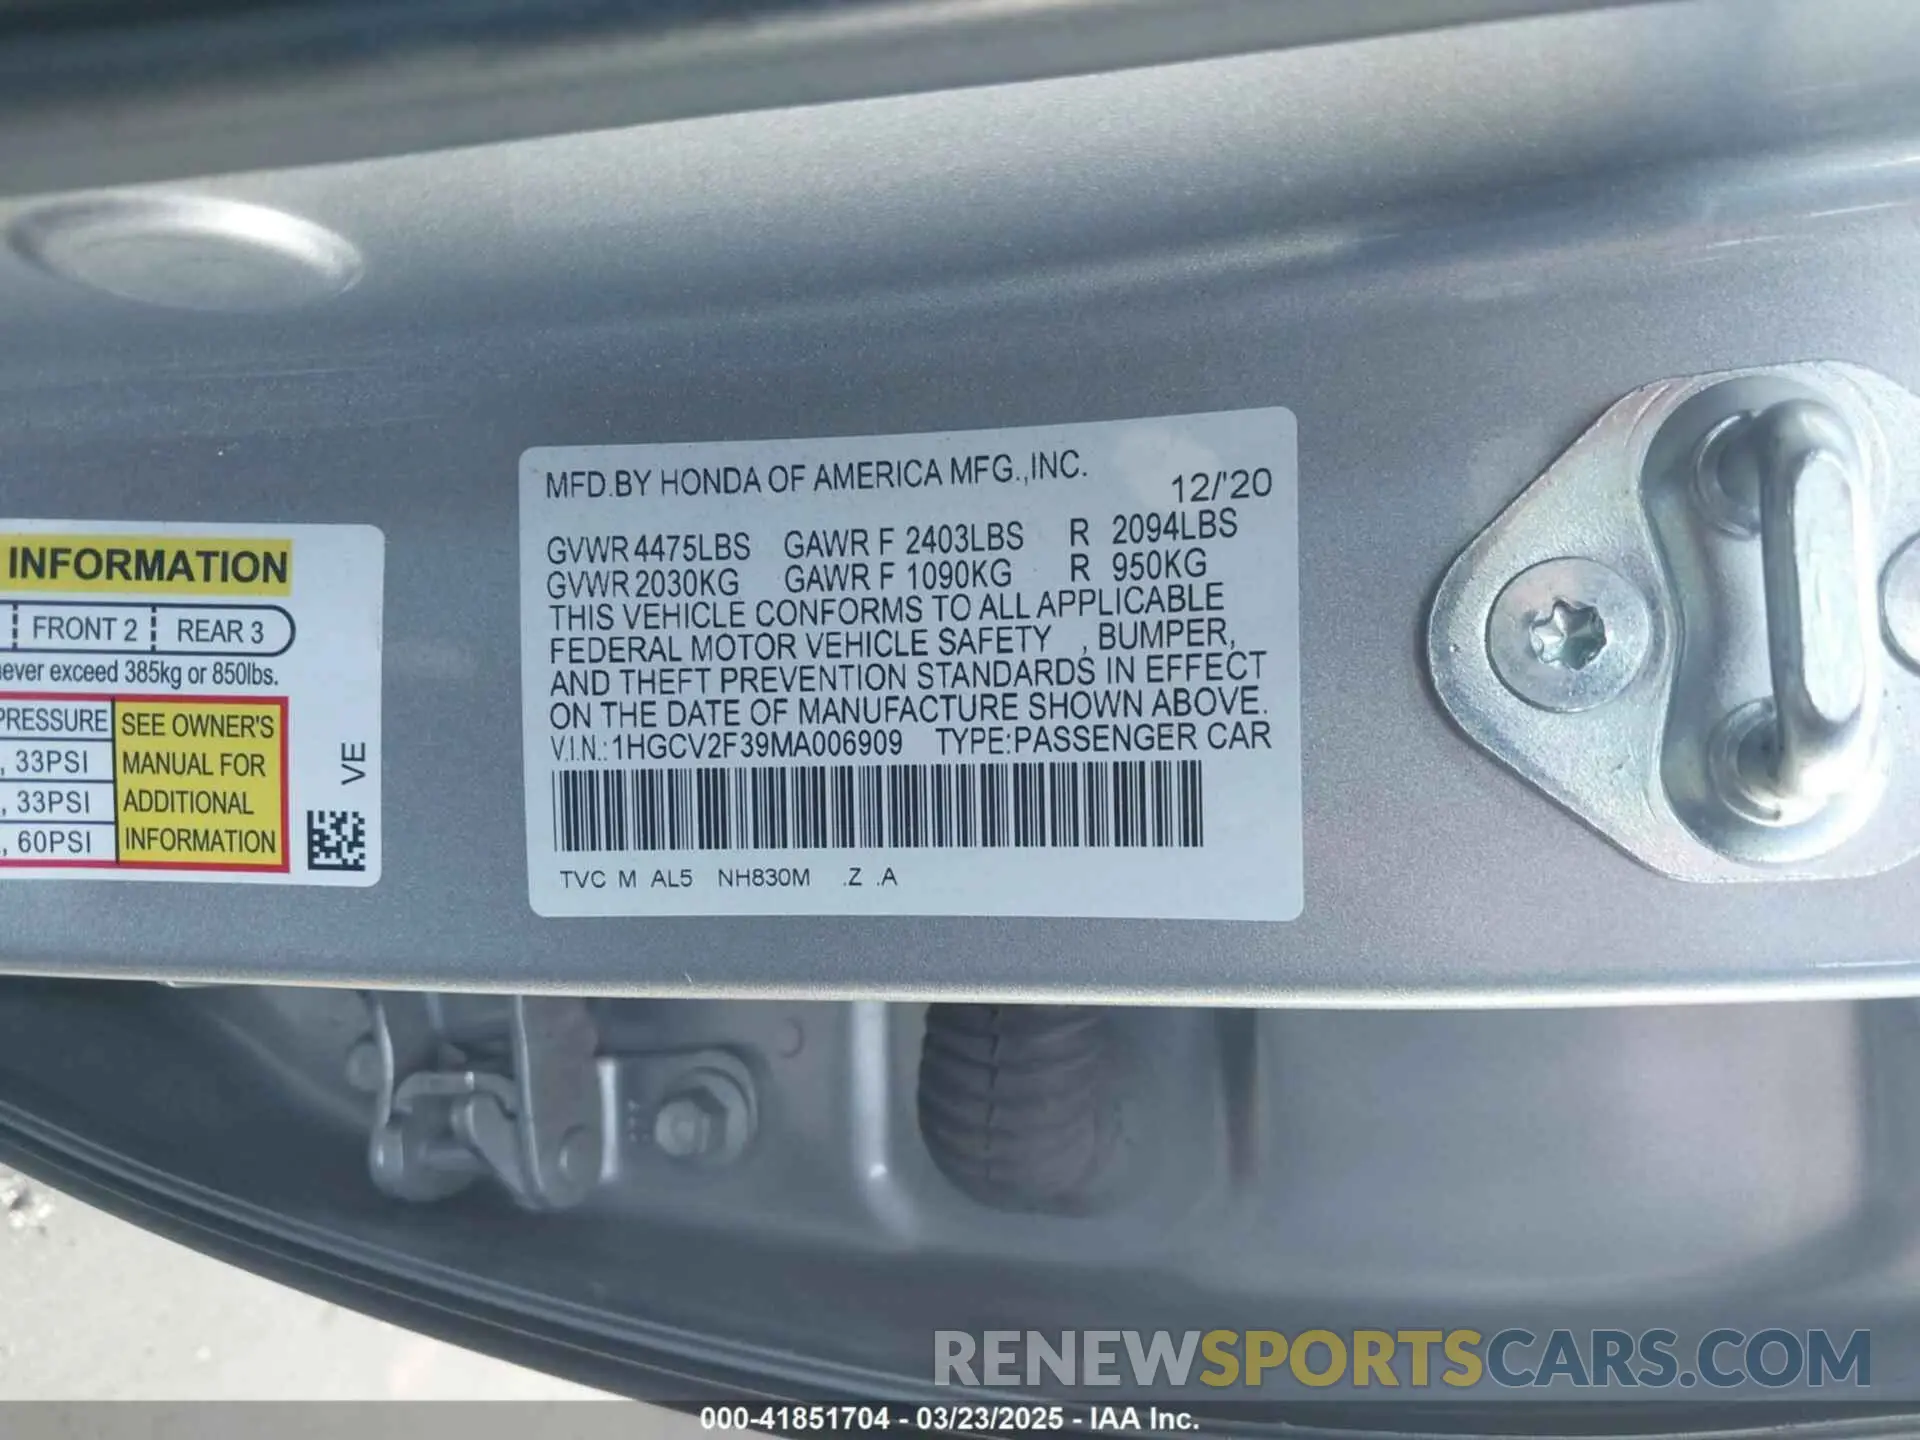 MFD.BY HONDA OF AMERICA MFG.,INC. 12/'20
GVWR 4475LBS GAWR F 2403LBS R 2094LBS
GVWR 2030KG GAWR F 1090KG R 950KG
THIS VEHICLE CONFORMS TO ALL APPLICABLE
FEDERAL MOTOR VEHICLE SAFETY , BUMPER,
AND THEFT PREVENTION STANDARDS IN EFFECT
ON THE DATE OF MANUFACTURE SHOWN ABOVE.
V.I.N.: 1HGCV2F39MA006909 TYPE:PASSENGER CAR
TVC M AL5 NH830M .Z .A
INFORMATION
FRONT 2 REAR 3
never exceed 385kg or 850lbs.
PRESSURE
, 33PSI
, 33PSI
, 60PSI
SEE OWNER'S
MANUAL FOR
ADDITIONAL
INFORMATION
VE
RENEWSPORTSCARS.COM
000-41851704 - 03/23/2025 - IAA Inc.